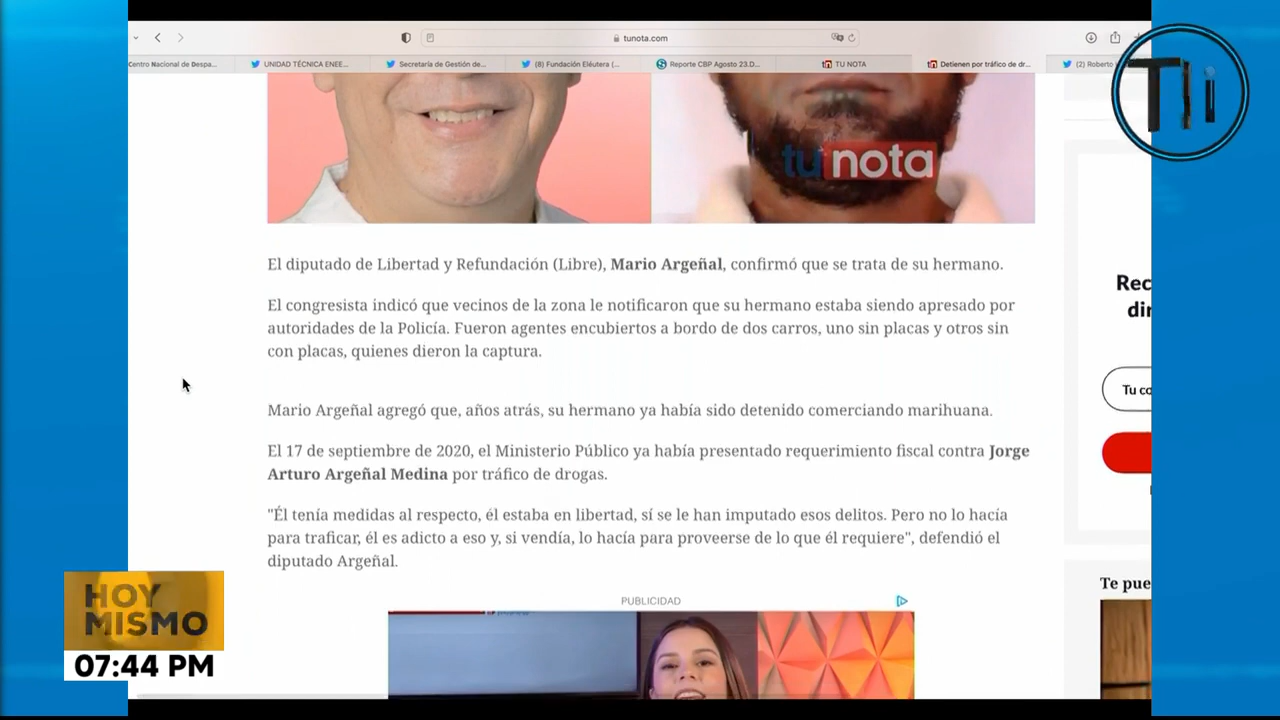 tunota.com
Centro Nacional de Despa...
UNIDAD TÉCNICA ENEE...
Secretaría de Gestión de...
(8) Fundación Eléutera (...
Reporte CBP Agosto 23.D...
TU NOTA
Detienen por tráfico de dr...
(2) Roberto
TN
tunota
El diputado de Libertad y Refundación (Libre), Mario Argeñal, confirmó que se trata de su hermano.
El congresista indicó que vecinos de la zona le notificaron que su hermano estaba siendo apresado por
autoridades de la Policía. Fueron agentes encubiertos a bordo de dos carros, uno sin placas y otros sin
con placas, quienes dieron la captura.
Mario Argeñal agregó que, años atrás, su hermano ya había sido detenido comerciando marihuana.
El 17 de septiembre de 2020, el Ministerio Público ya había presentado requerimiento fiscal contra Jorge
Arturo Argeñal Medina por tráfico de drogas.
"Él tenía medidas al respecto, él estaba en libertad, sí se le han imputado esos delitos. Pero no lo hacía
para traficar, él es adicto a eso y, si vendía, lo hacía para proveerse de lo que él requiere", defendió el
diputado Argeñal.
PUBLICIDAD
Rec
dir
Tu co
Te pue
HOY
MISMO
07:44 PM